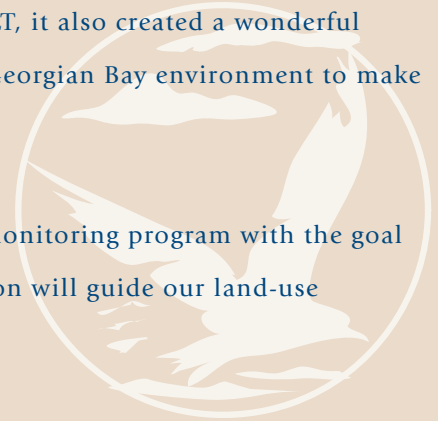 T, it also created a wonderful
eorgian Bay environment to make
onitoring program with the goal
on will guide our land-use